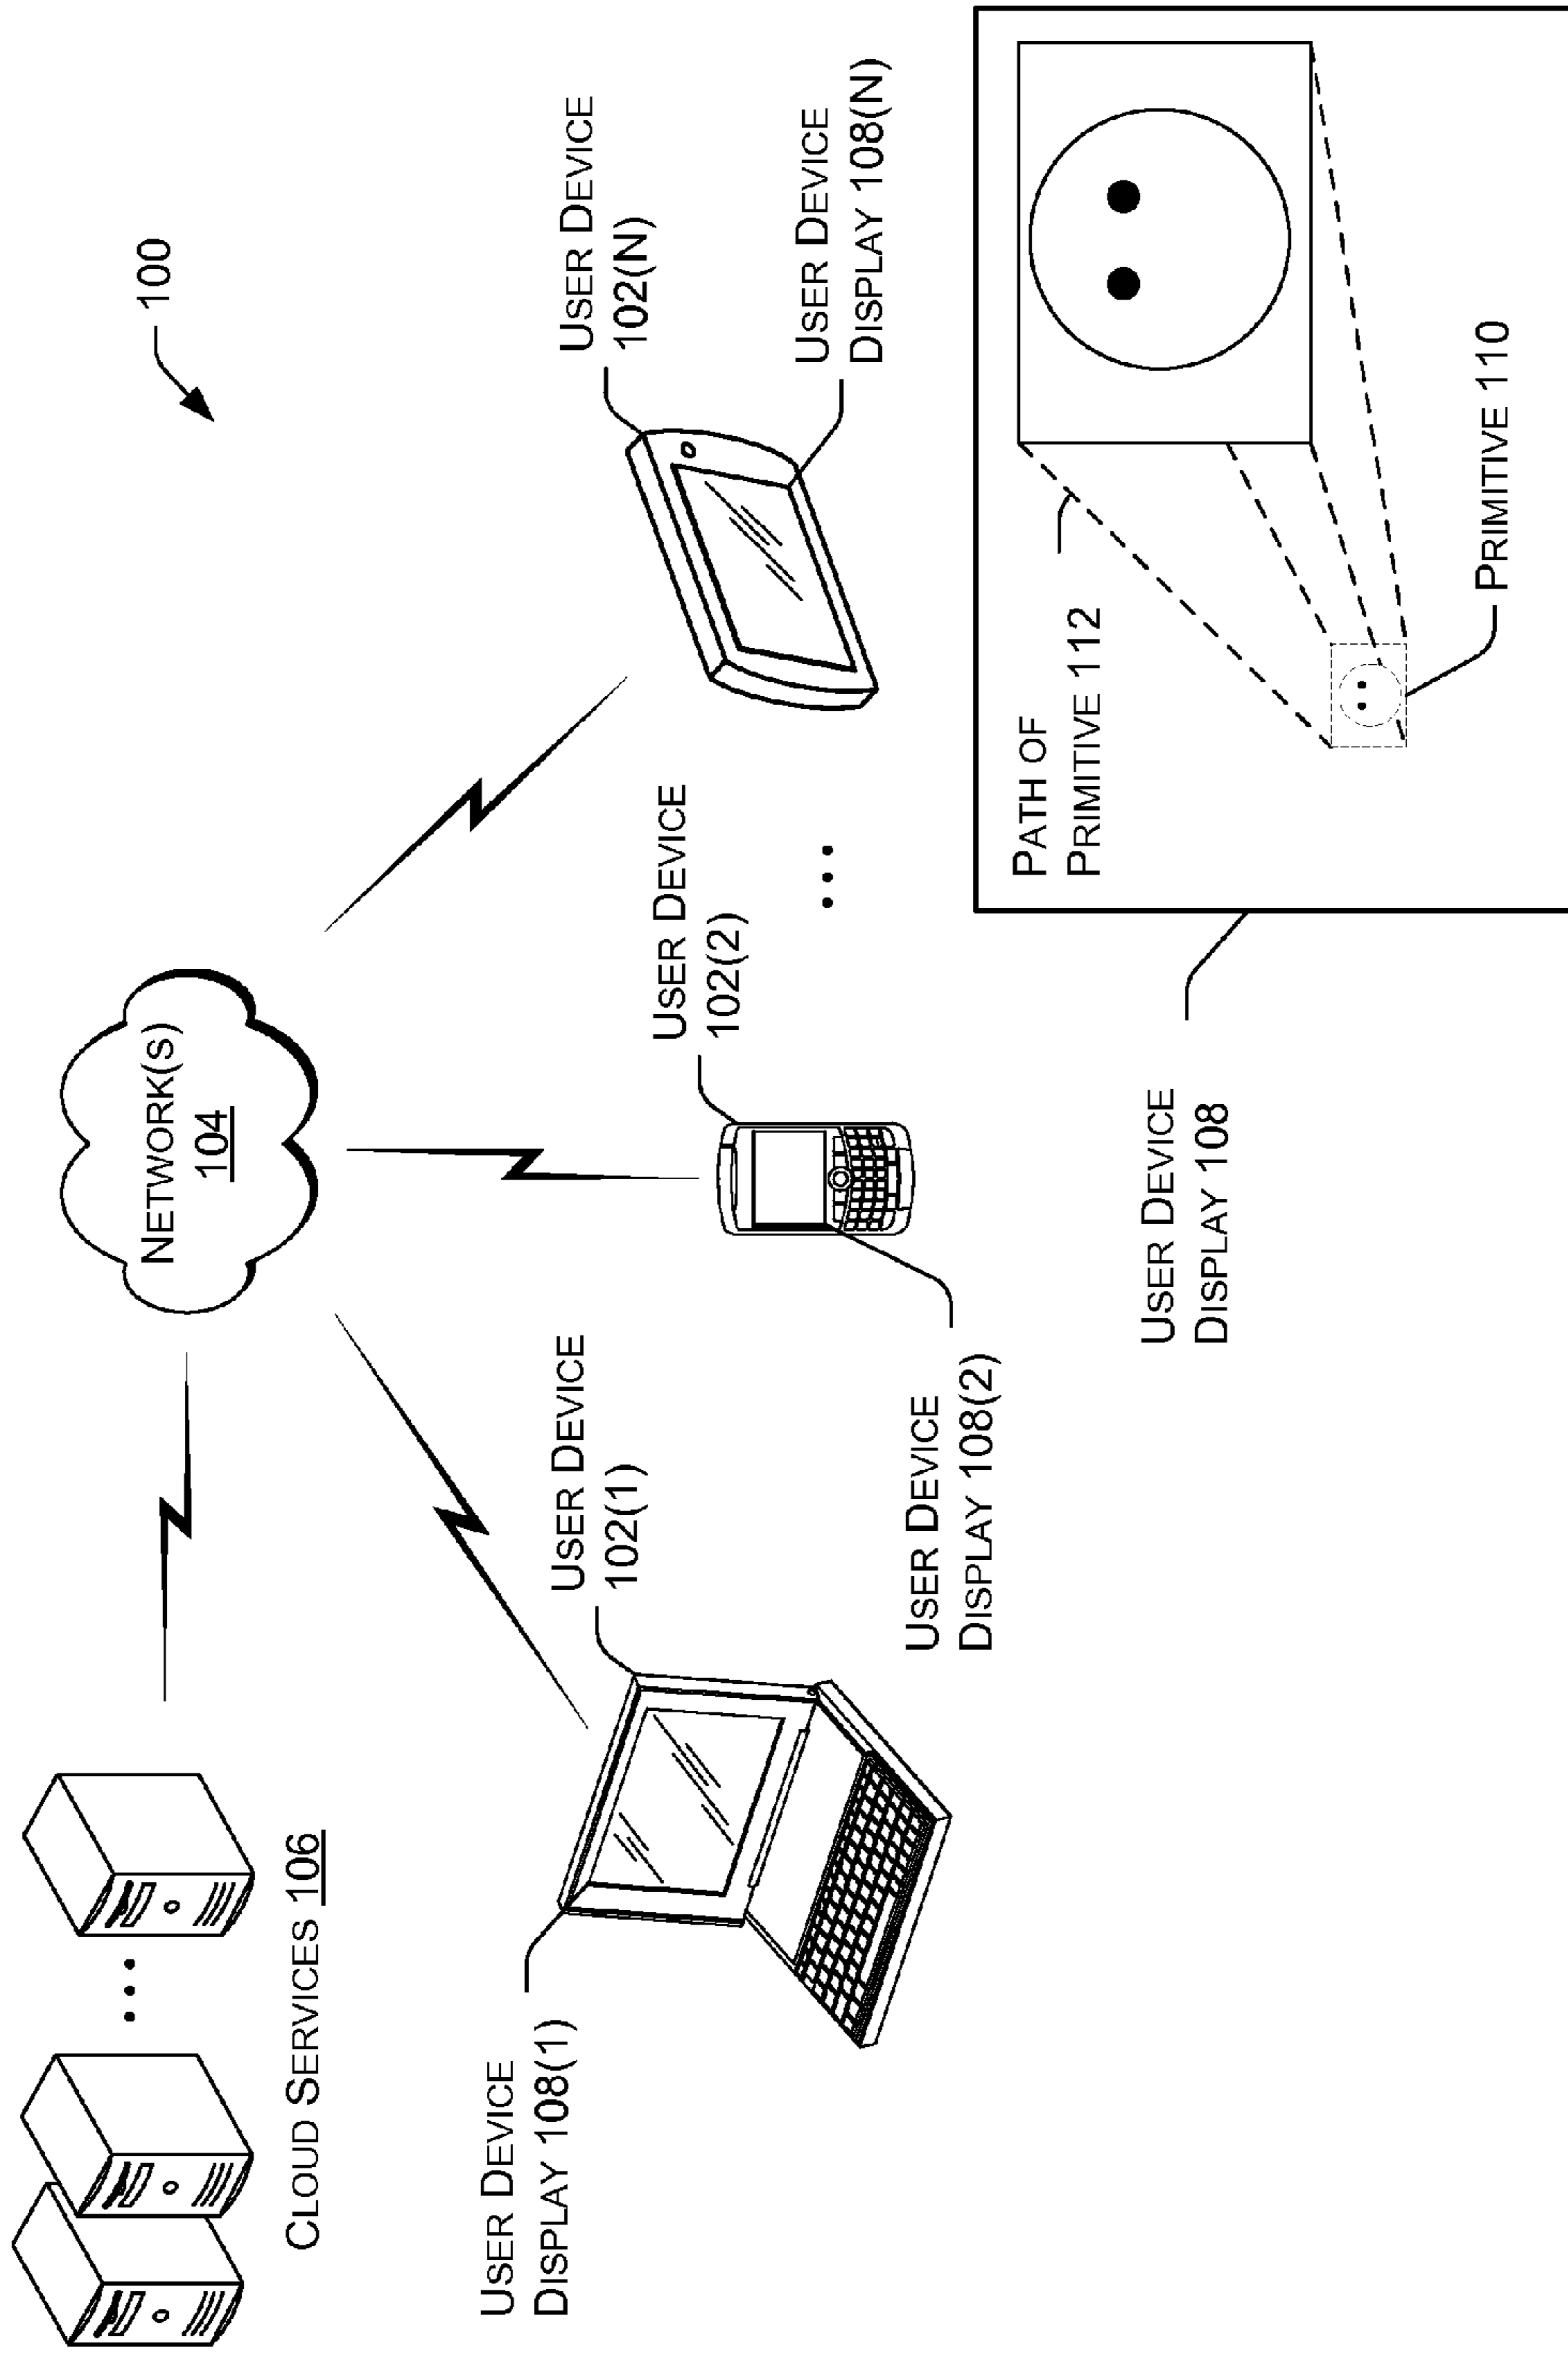 100
NETWORK(S)
104
CLOUD SERVICES 106
USER DEVICE
102(1)
USER DEVICE
DISPLAY 108(1)
USER DEVICE
102(2)
USER DEVICE
DISPLAY 108(2)
USER DEVICE
102(N)
USER DEVICE
DISPLAY 108(N)
USER DEVICE
DISPLAY 108
PATH OF
PRIMITIVE 112
PRIMITIVE 110